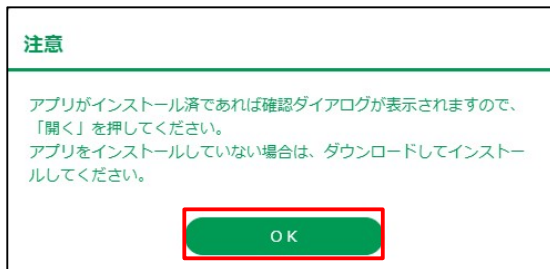 注意
アプリがインストール済であれば確認ダイアログが表示されますので、
「開く」を押してください。
アプリをインストールしていない場合は、ダウンロードしてインストー
ルしてください。
OK